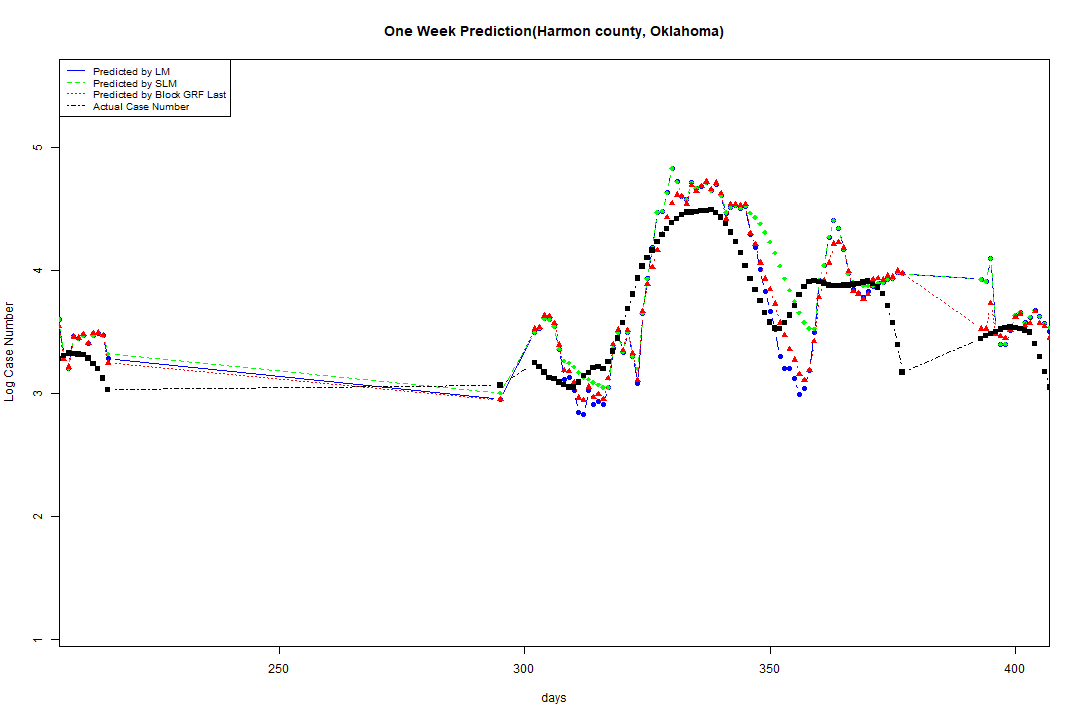 One Week Prediction(Harmon county, Oklahoma)
Predicted by LM
Predicted by SLM
Predicted by Block GRF Last
Actual Case Number
5
4
3
2
1
Log Case Number
250 300 350 400
days